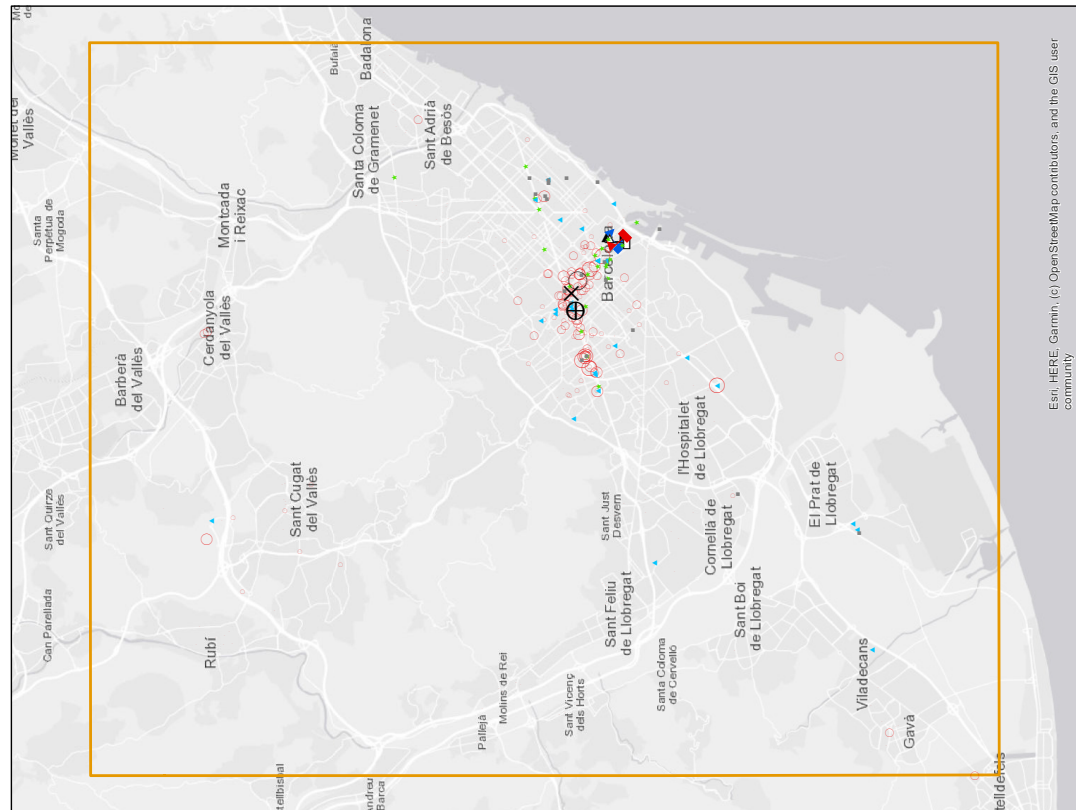 Mollet del
Vallès
Santa
Perpètua de
Mogoda
Bufalà
Badalona
Santa Coloma
de Gramenet
Sant Adrià
de Besòs
Montcada
i Reixac
Cerdanyola
del Vallès
Barberà
del Vallès
Barcelona
Sant Quirze
del Vallès
Sant Cugat
del Vallès
l'Hospitalet
de Llobregat
Sant Just
Desvern
Cornellà de
Llobregat
El Prat de
Llobregat
Can Parellada
Rubí
Sant Feliu
de Llobregat
Sant Boi
de Llobregat
Santa Coloma
de Cervelló
Viladecans
Molins de Rei
Pallejà
Sant Vicenç
dels Horts
Gavà
Esri, HERE, Garmin, (c) OpenStreetMap contributors, and the GIS user
community